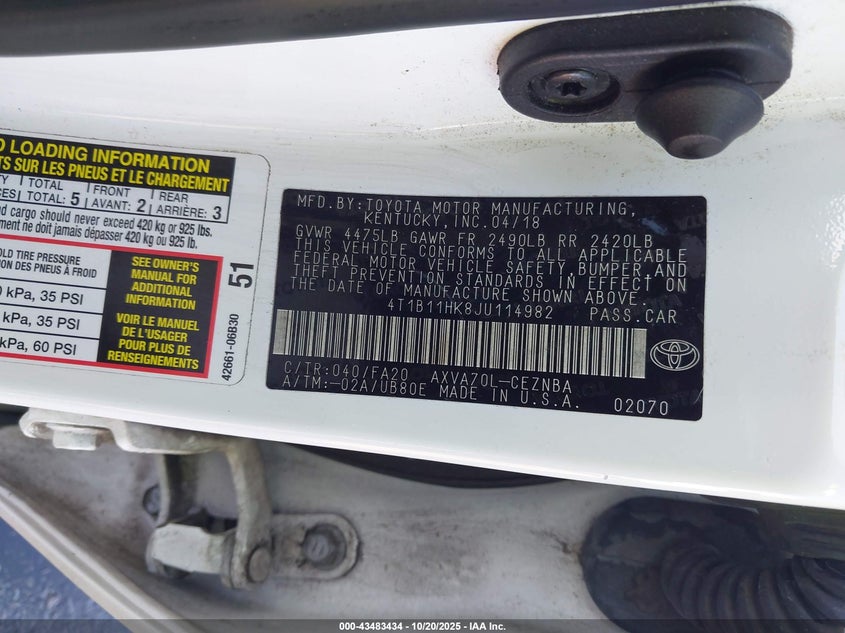 O LOADING INFORMATION
TS SUR LES PNEUS ET LE CHARGEMENT
TOTAL FRONT REAR
TOTAL: 5 AVANT: 2 ARRIÈRE: 3
nd cargo should never exceed 420 kg or 925 lbs.
ement ne doit jamais dépasser 420 kg ou 925 lb.
OLD TIRE PRESSURE
SION DES PNEUS À FROID
kPa, 35 PSI
kPa, 35 PSI
kPa, 60 PSI
SEE OWNER'S
MANUAL FOR
ADDITIONAL
INFORMATION
VOIR LE MANUEL
DE L'USAGER
POUR PLUS DE
RENSEIGNEMENTS
51
42661-06B30
MFD.BY:TOYOTA MOTOR MANUFACTURING,
KENTUCKY, INC.04/18
GVWR 4475LB GAWR FR 2490LB RR 2420LB
THIS VEHICLE CONFORMS TO ALL APPLICABLE
FEDERAL MOTOR VEHICLE SAFETY, BUMPER, AND
THEFT PREVENTION STANDARDS IN EFFECT ON
THE DATE OF MANUFACTURE SHOWN ABOVE.
4T1B11HK8JU114982 PASS.CAR
C/TR:040/FA20 AXVA70L-CEZNBA
A/TM:-02A/UB80E MADE IN U.S.A. 02070
000-43483434 | 10/20/2025 - IAA Inc.